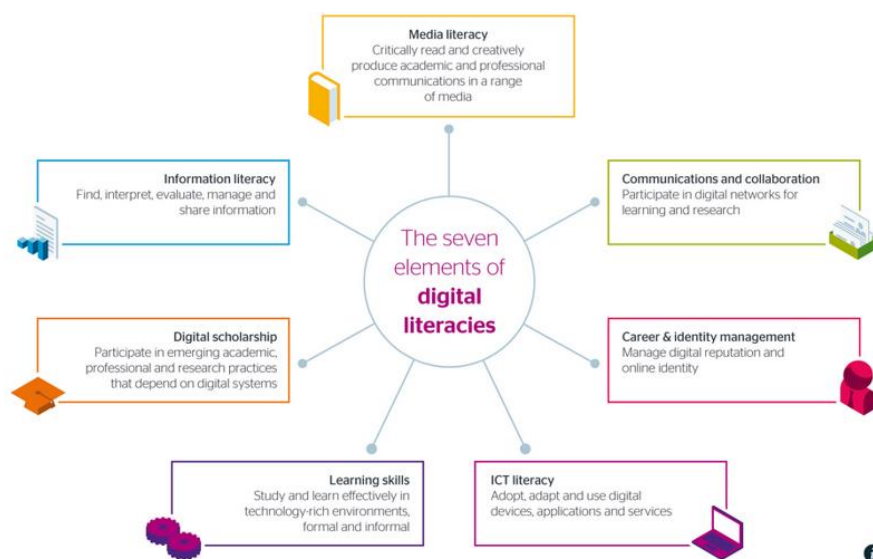 Media literacy
Critically read and creatively
produce academic and professional
communications in a range
of media
Information literacy
Find, interpret, evaluate, manage and
share information
Communications and collaboration
Participate in digital networks for
learning and research
The seven
elements of
digital
literacies
Digital scholarship
Participate in emerging academic,
professional and research practices
that depend on digital systems
Career & identity management
Manage digital reputation and
online identity
Learning skills
Study and learn effectively in
technology-rich environments,
formal and informal
ICT literacy
Adopt, adapt and use digital
devices, applications and services